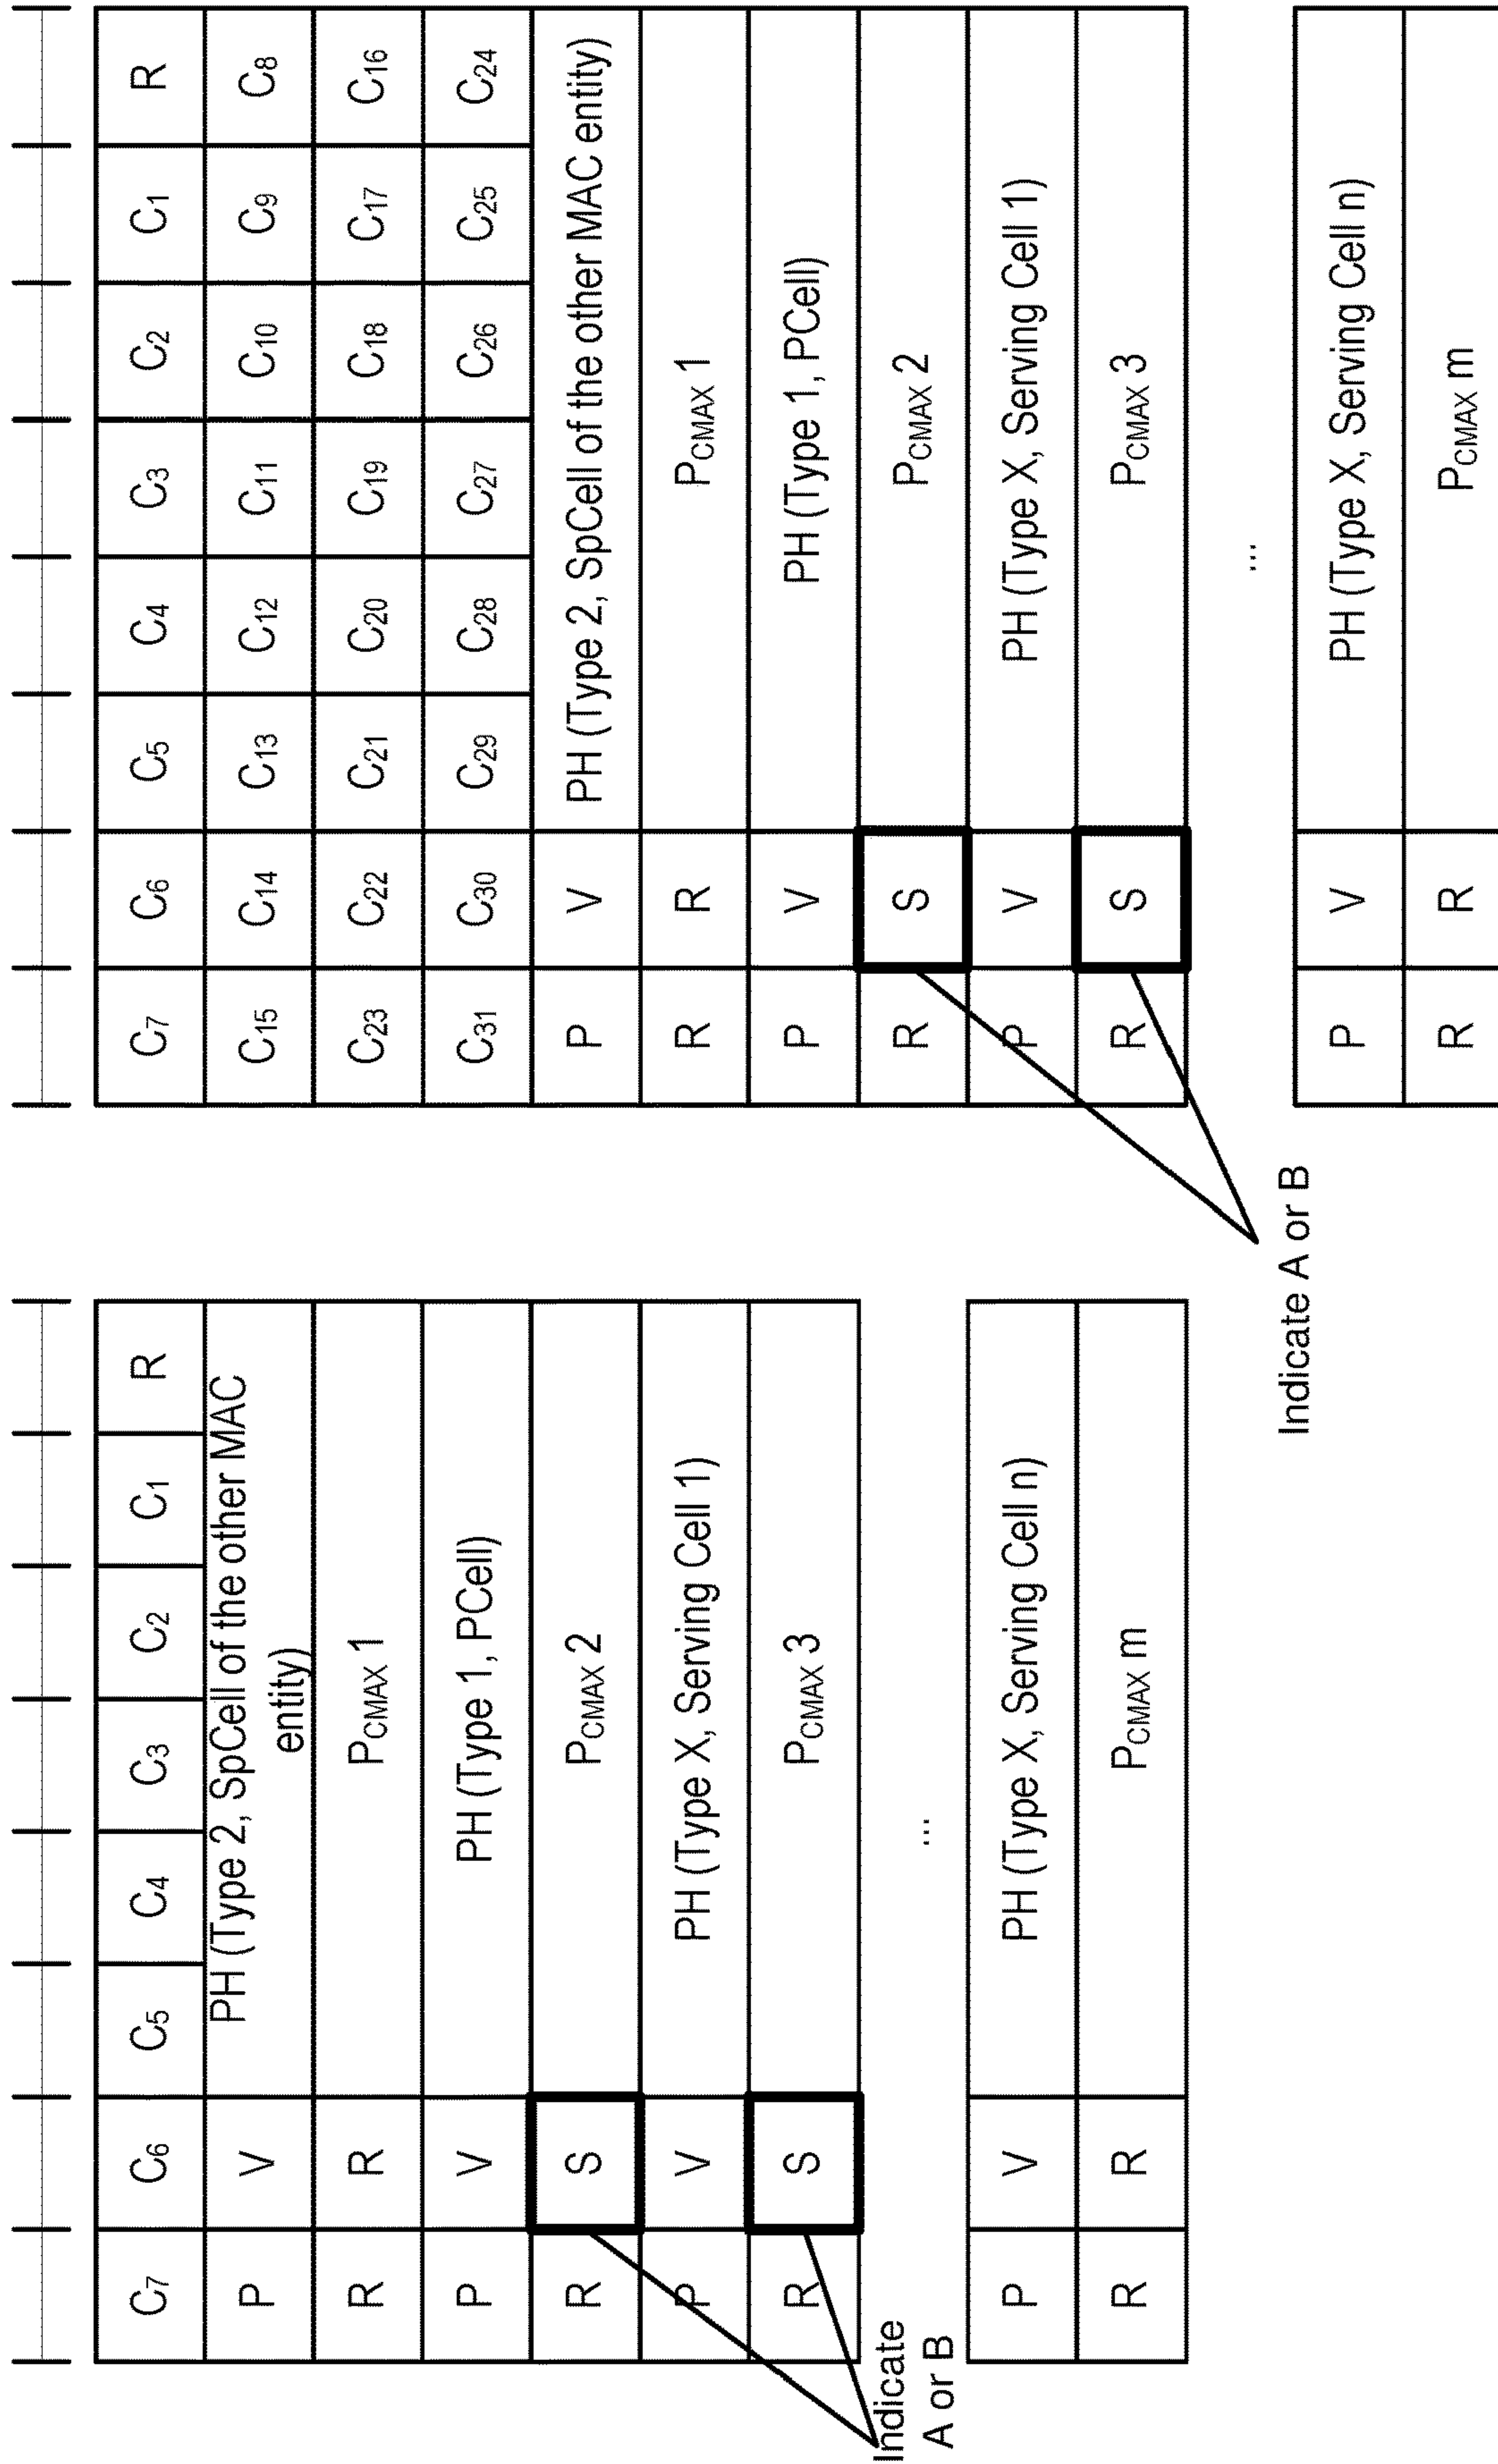 C7 C6 C5 C4 C3 C2 C1 R
P V PH (Type 2, SpCell of the other MAC
entity)
R R PCMAX 1
P V PH (Type 1, PCell)
R S PCMAX 2
P V PH (Type X, Serving Cell 1)
R S PCMAX 3
...
P V PH (Type X, Serving Cell n)
R R PCMAX m
Indicate
A or B
C7 C6 C5 C4 C3 C2 C1 R
C15 C14 C13 C12 C11 C10 C9 C8
C23 C22 C21 C20 C19 C18 C17 C16
C31 C30 C29 C28 C27 C26 C25 C24
P V PH (Type 2, SpCell of the other MAC entity)
R R PCMAX 1
P V PH (Type 1, PCell)
R S PCMAX 2
P V PH (Type X, Serving Cell 1)
R S PCMAX 3
...
P V PH (Type X, Serving Cell n)
R R PCMAX m
Indicate A or B